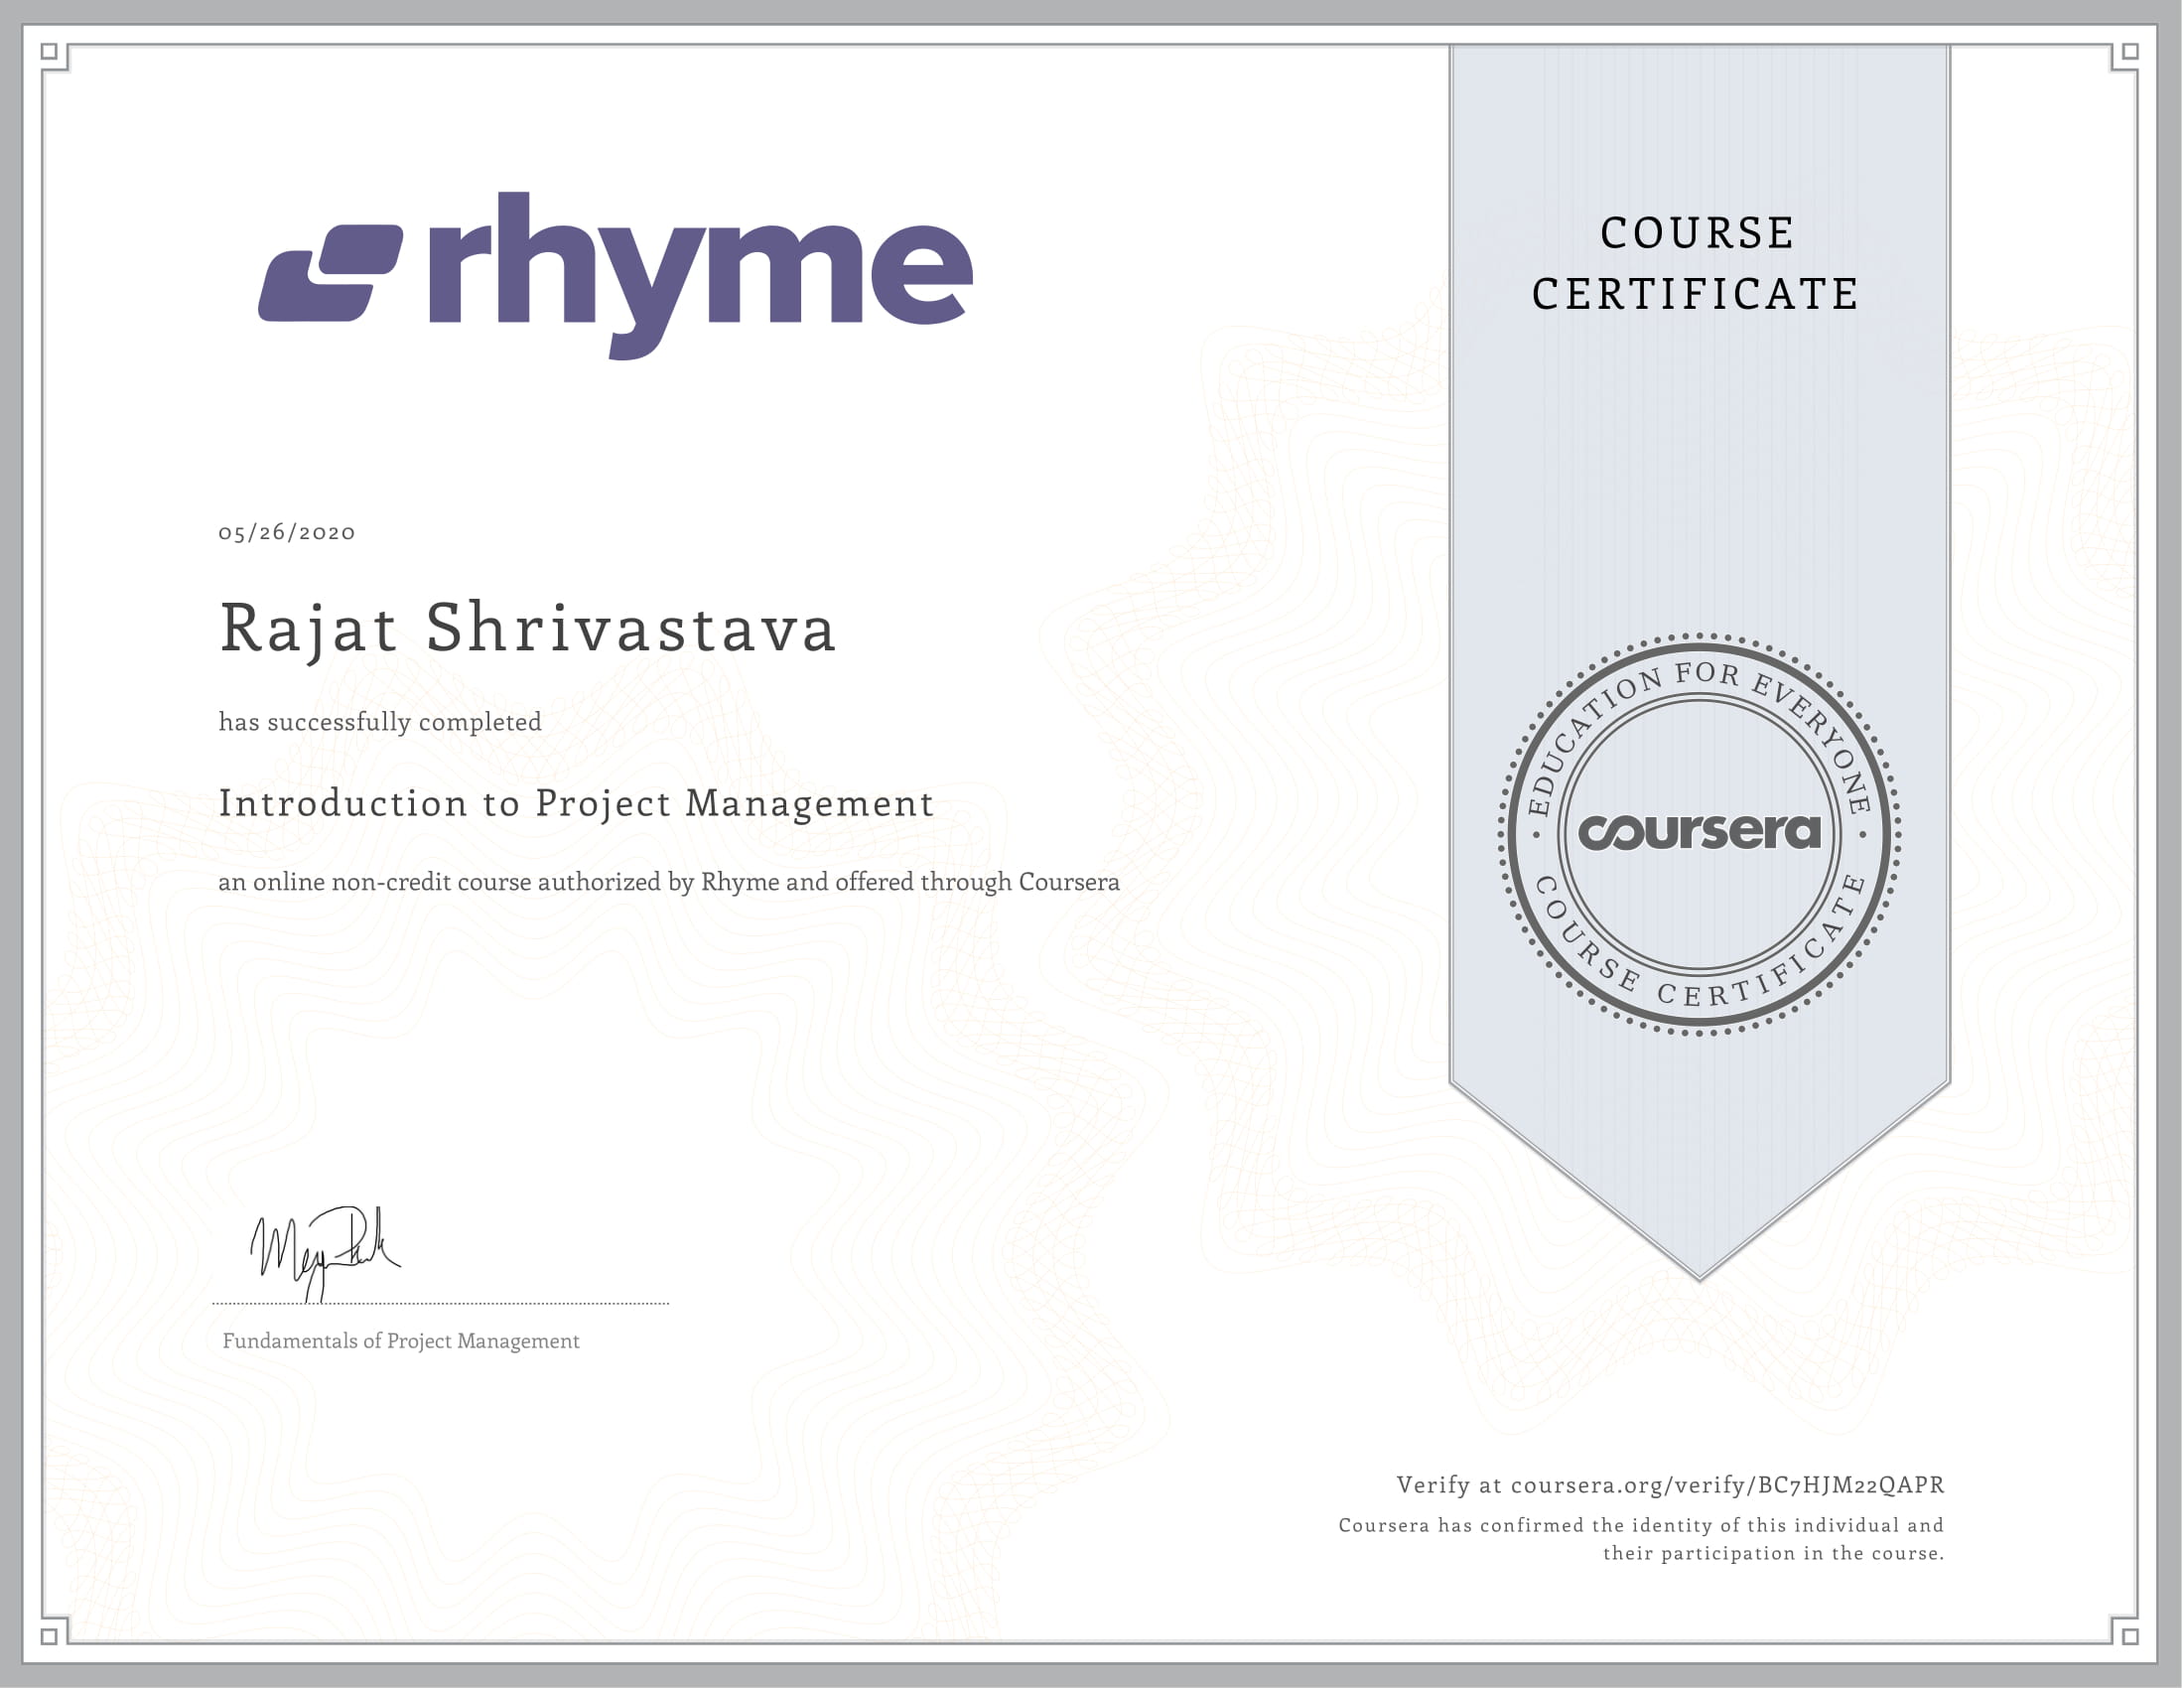 rhyme
COURSE
CERTIFICATE
05/26/2020
Rajat Shrivastava
has successfully completed
Introduction to Project Management
an online non-credit course authorized by Rhyme and offered through Coursera
EDUCATION FOR EVERYONE
coursera
COURSE CERTIFICATE
Fundamentals of Project Management
Verify at coursera.org/verify/BC7HJM22QAPR
Coursera has confirmed the identity of this individual and
their participation in the course.